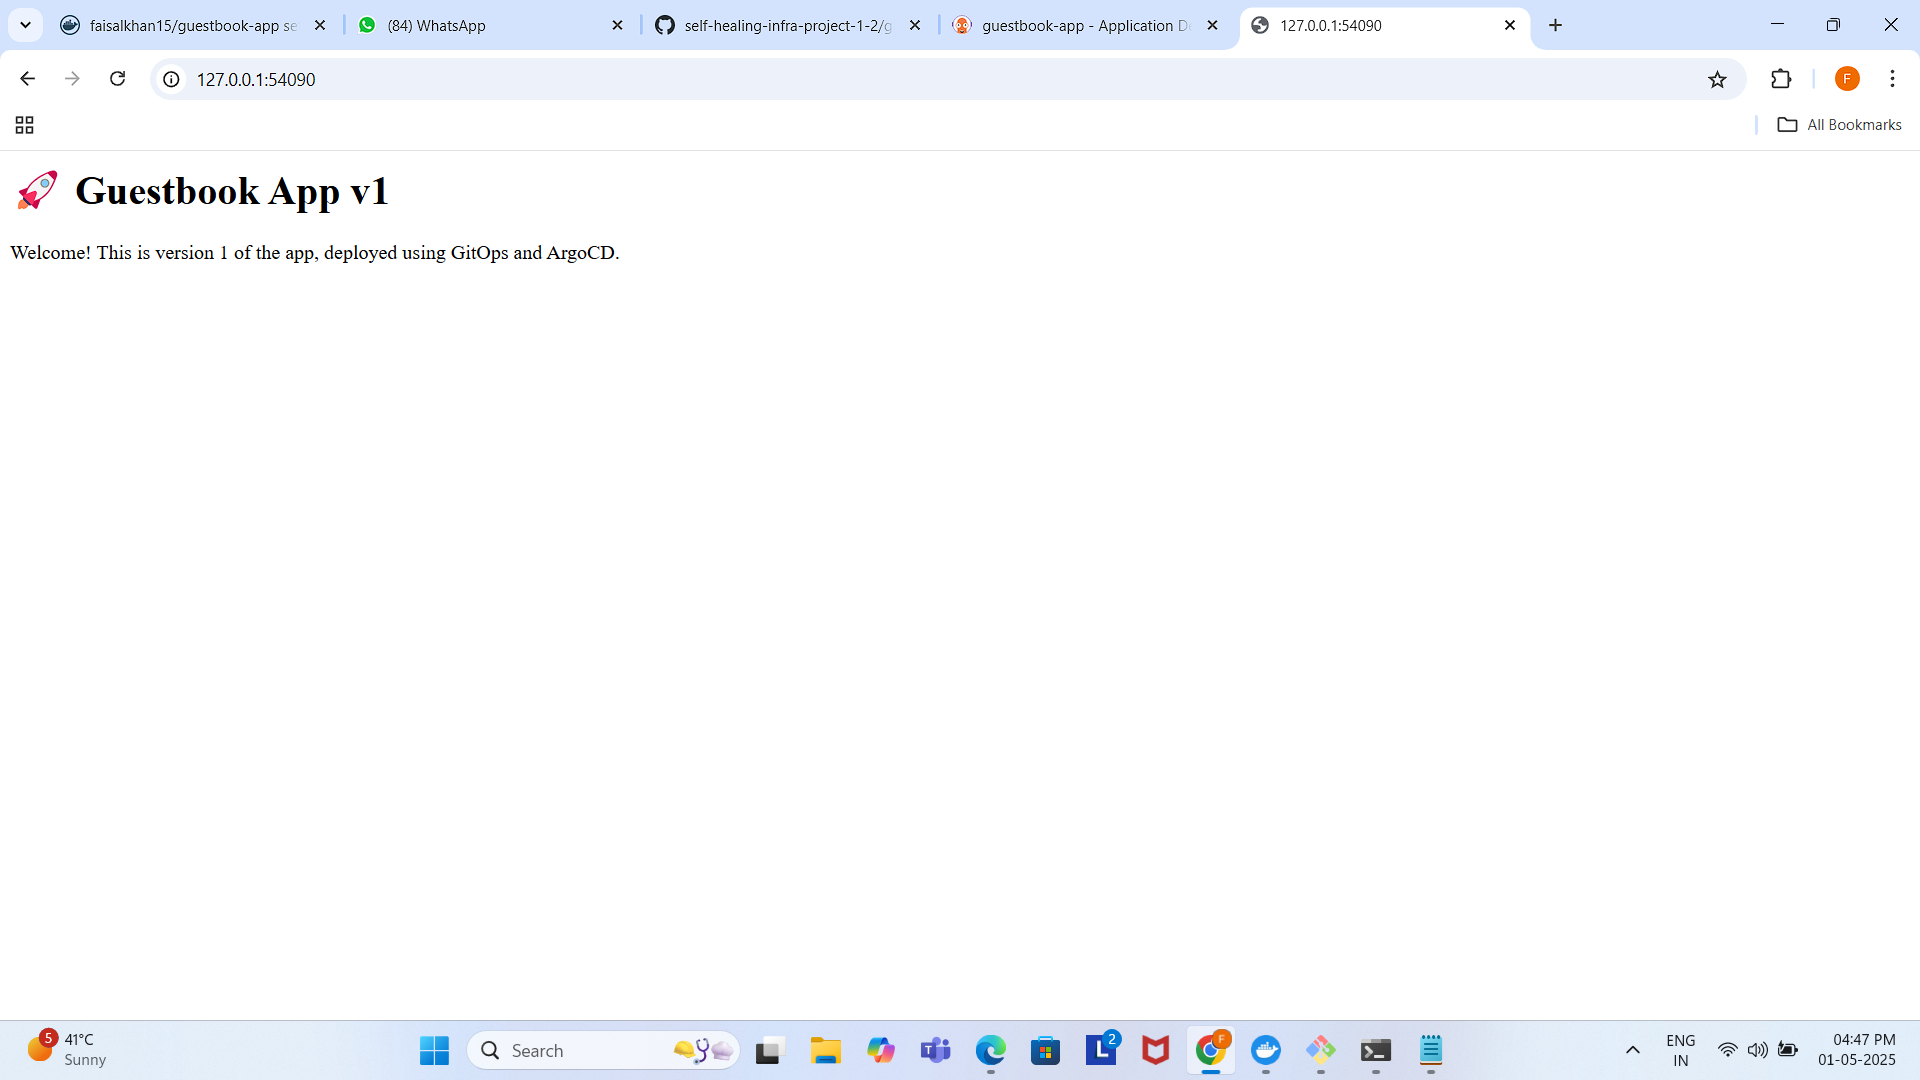 faisalkhan15/guestbook-app se
(84) WhatsApp
self-healing-infra-project-1-2/g
guestbook-app - Application De
127.0.0.1:54090
127.0.0.1:54090
All Bookmarks
🚀 Guestbook App v1
Welcome! This is version 1 of the app, deployed using GitOps and ArgoCD.
5
41°C
Sunny
Search
T
L
2
F
F
ENG
IN
04:47 PM
01-05-2025